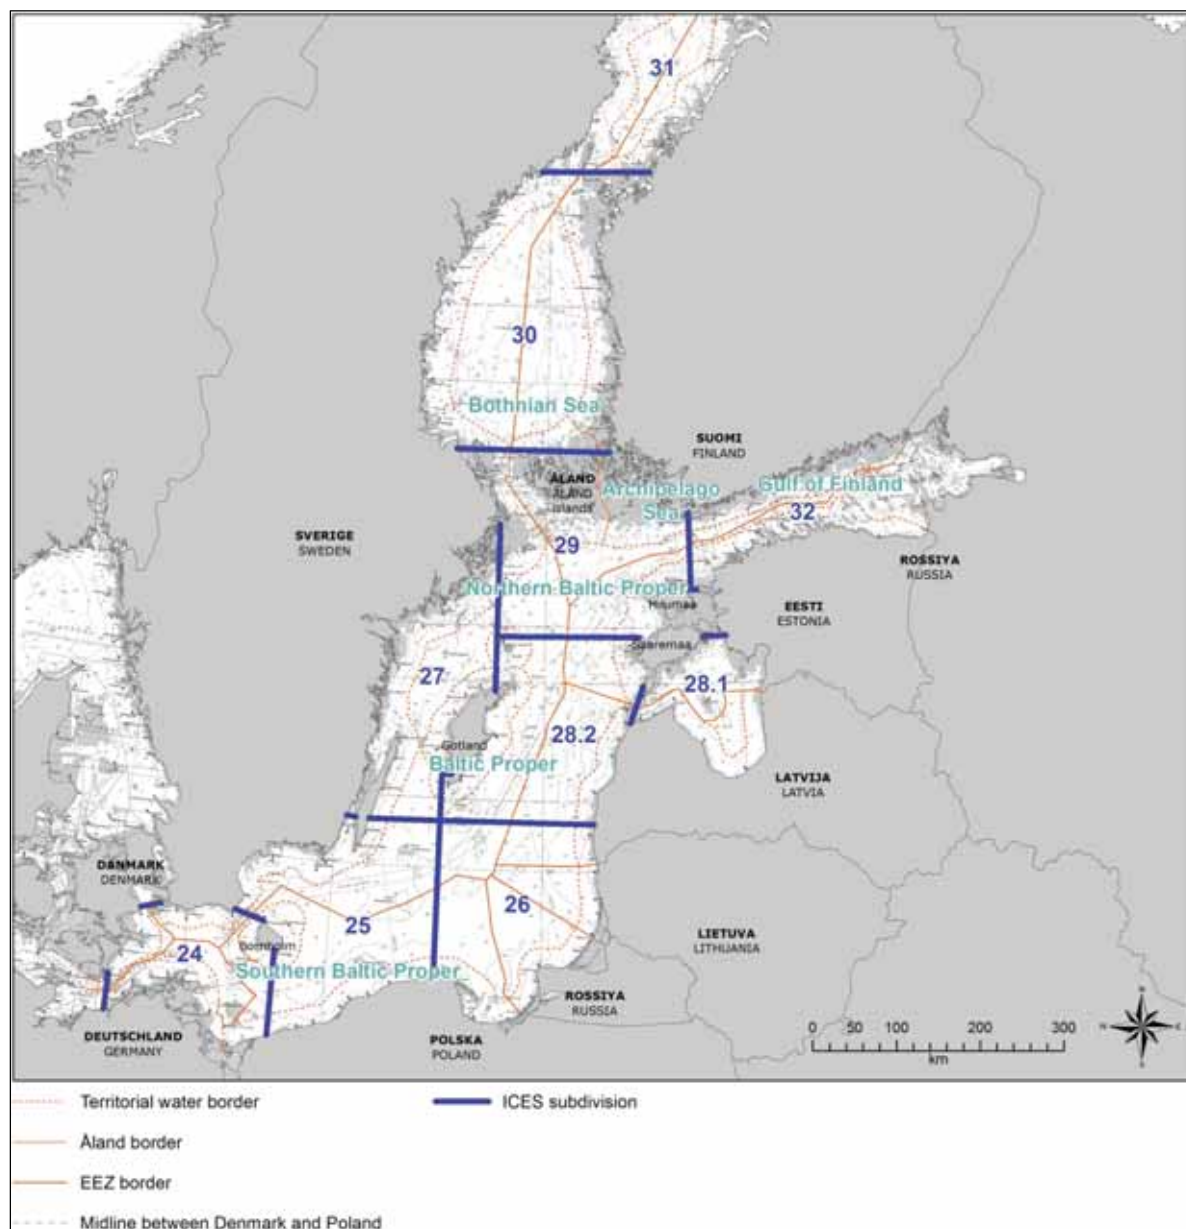 31
30
Bothnian Sea
SUOMI
FINLAND
ÅLAND
ÅLAND
Islands
Archipelago
Sea
Gulf of Finland
32
SVERIGE
SWEDEN
29
ROSSIYA
RUSSIA
Northern Baltic Proper
Hiiumaa
EESTI
ESTONIA
Saaremaa
27
28.1
28.2
Gotland
Baltic Proper
LATVIJA
LATVIA
DANMARK
DENMARK
26
25
24
Bornholm
LIETUVA
LITHUANIA
Southern Baltic Proper
ROSSIYA
RUSSIA
DEUTSCHLAND
GERMANY
POLSKA
POLAND
0 50 100 200 300
km
Territorial water border
ICES subdivision
Åland border
EEZ border
Midline between Denmark and Poland